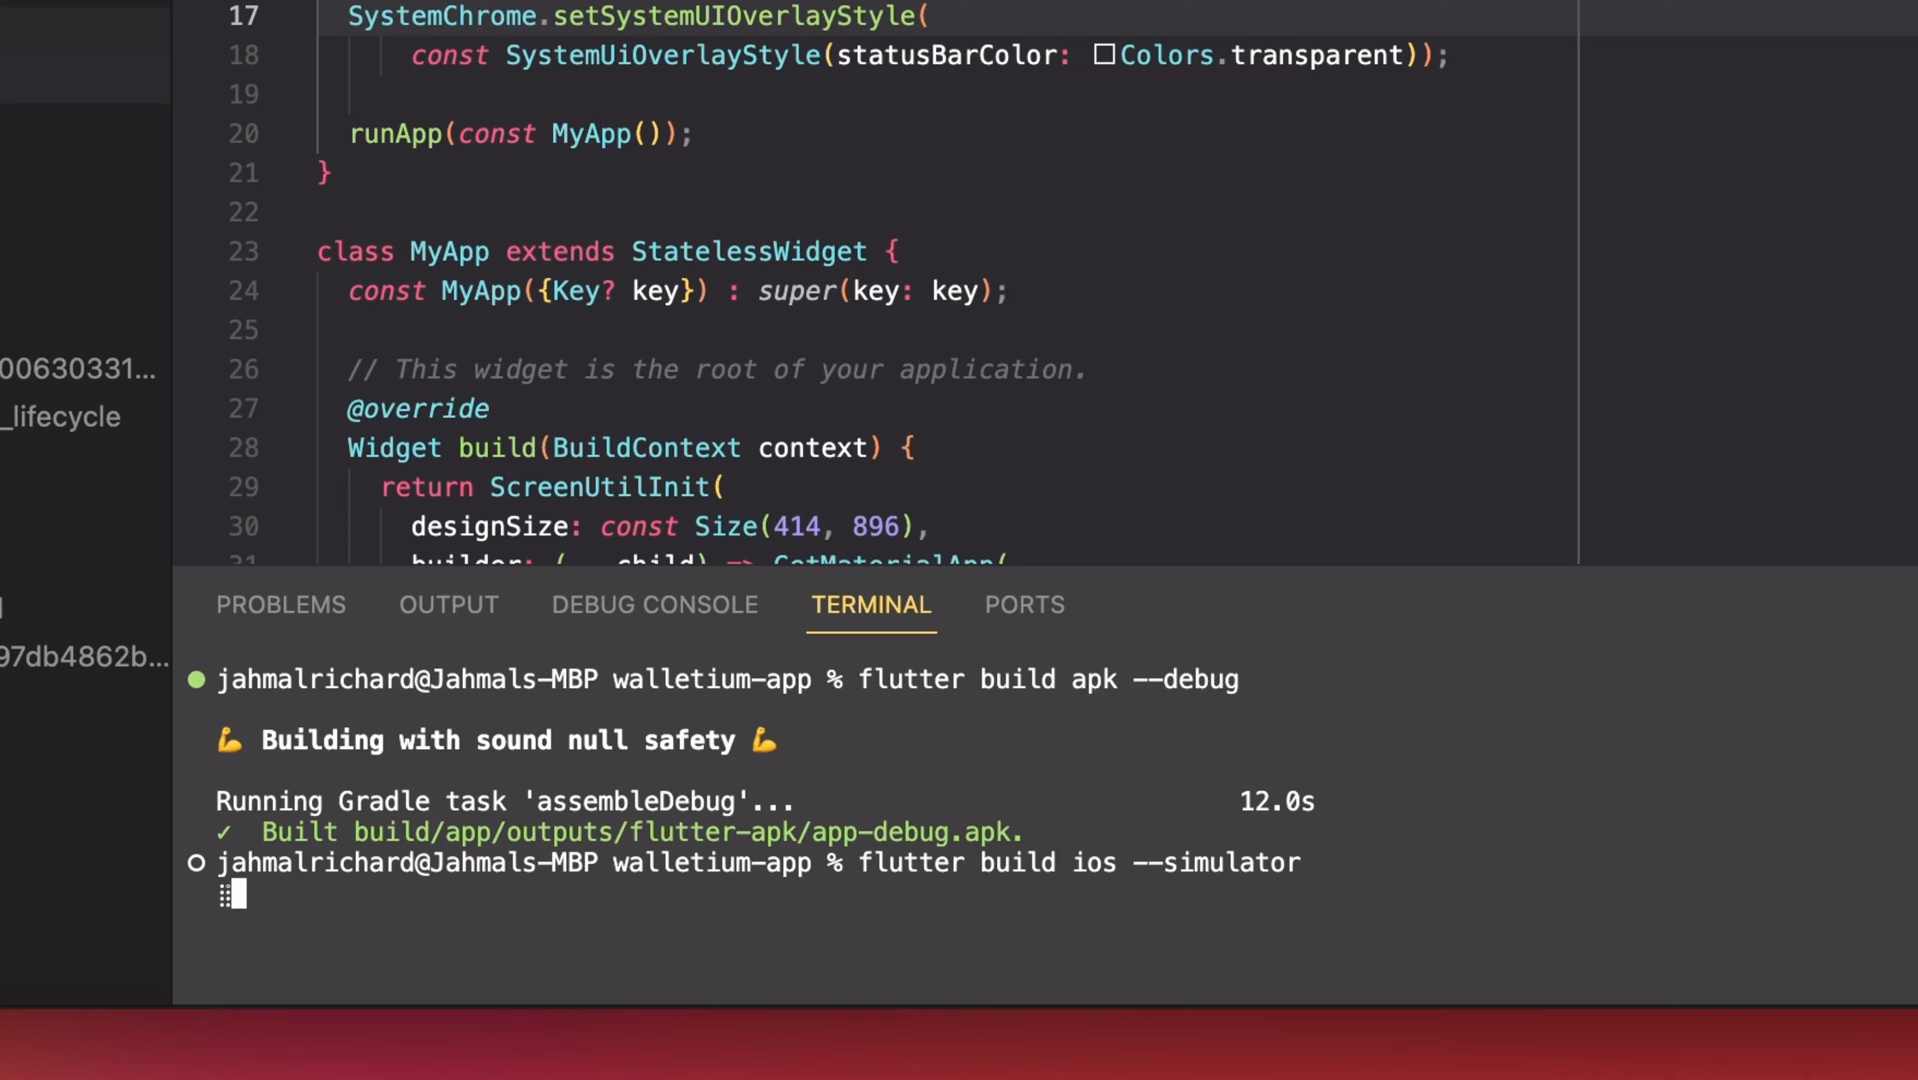 17 SystemChrome.setSystemUIOverlayStyle(
18 const SystemUiOverlayStyle(statusBarColor: Colors.transparent));
19
20 runApp(const MyApp());
21 }
22
23 class MyApp extends StatelessWidget {
24 const MyApp({Key? key}) : super(key: key);
25
00630331...
26 // This widget is the root of your application.
_lifecycle
27 @override
28 Widget build(BuildContext context) {
29 return ScreenUtilInit(
30 designSize: const Size(414, 896),
31 builder: (_, child) => GetMaterialApp(
PROBLEMS OUTPUT DEBUG CONSOLE TERMINAL PORTS
97db4862b...
jahmalrichard@Jahmals-MBP walletium-app % flutter build apk --debug
💪 Building with sound null safety 💪
Running Gradle task 'assembleDebug'... 12.0s
✓ Built build/app/outputs/flutter-apk/app-debug.apk.
jahmalrichard@Jahmals-MBP walletium-app % flutter build ios --simulator